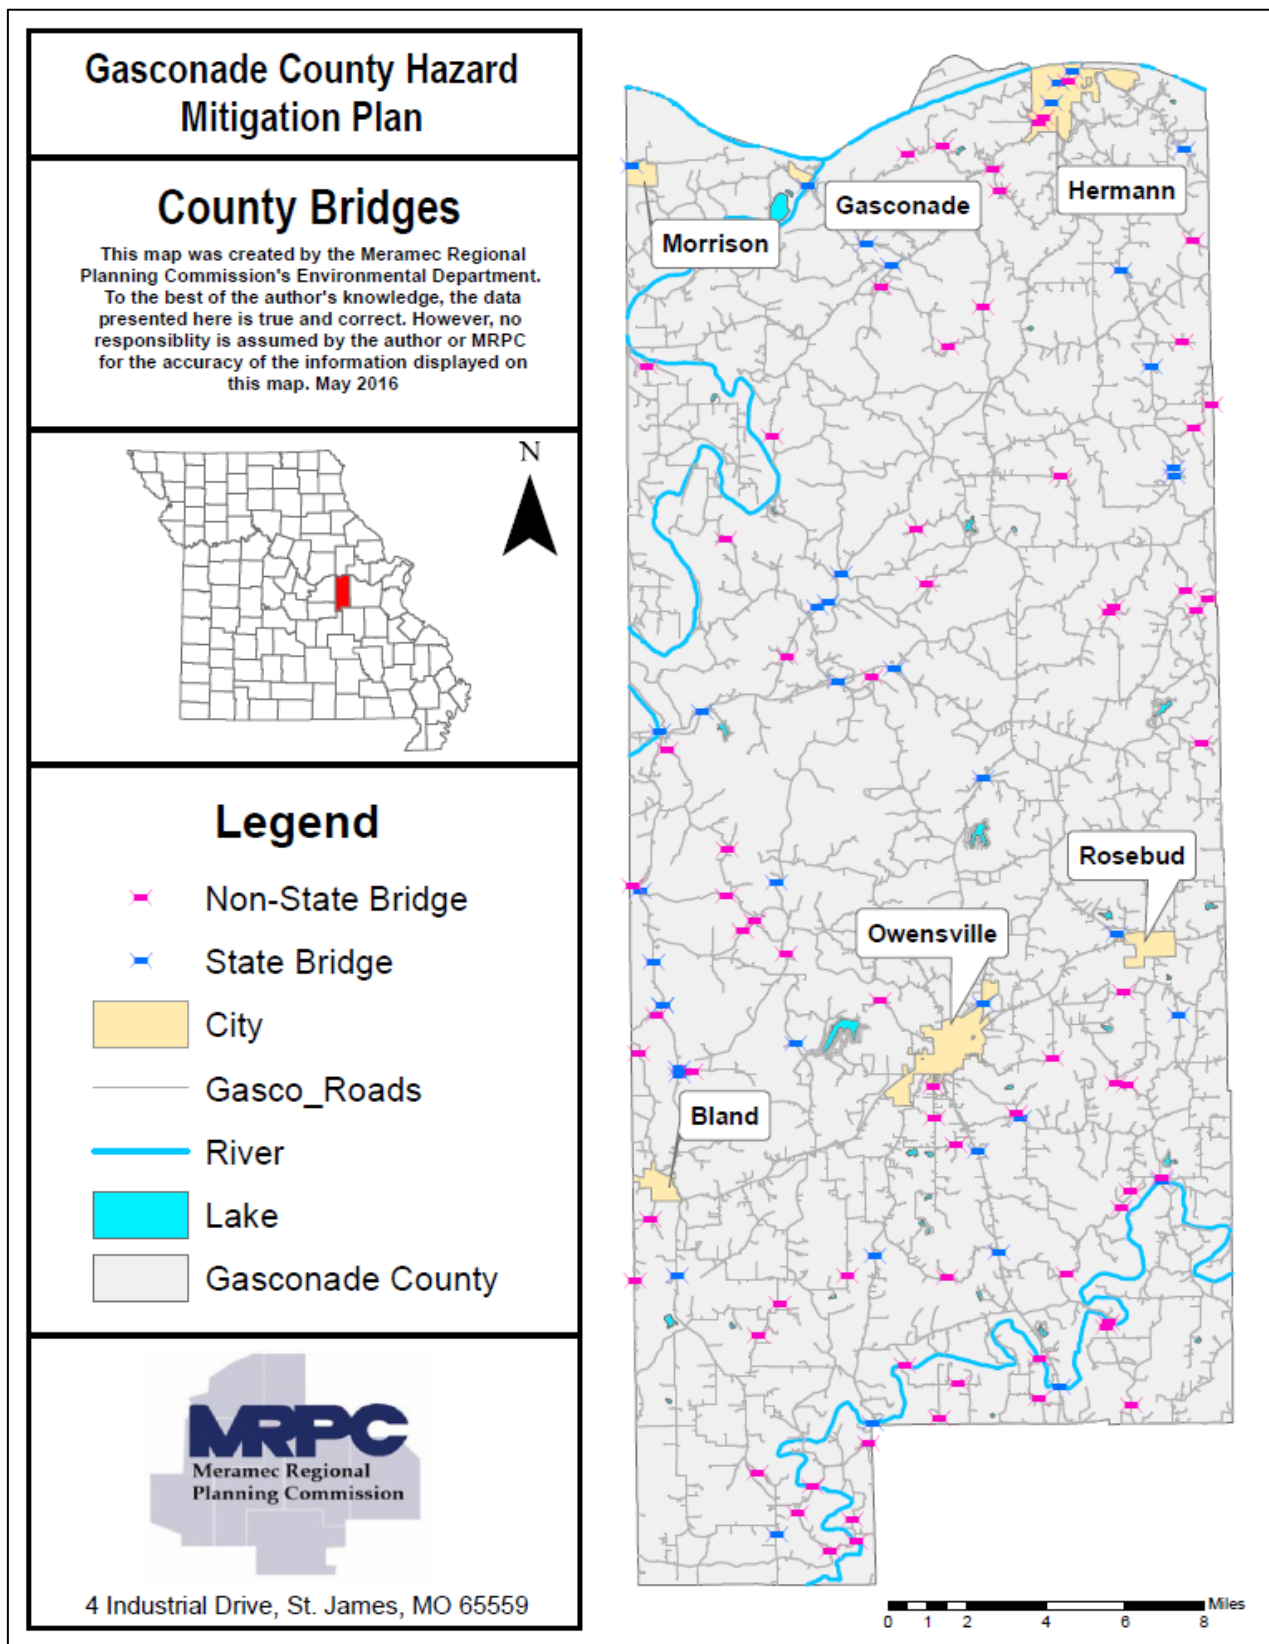 Gasconade County Hazard
Mitigation Plan
County Bridges
This map was created by the Meramec Regional
Planning Commission's Environmental Department.
To the best of the author's knowledge, the data
presented here is true and correct. However, no
responsiblity is assumed by the author or MRPC
for the accuracy of the information displayed on
this map. May 2016
N
Legend
Non-State Bridge
State Bridge
City
Gasco_Roads
River
Lake
Gasconade County
MRPC
Meramec Regional
Planning Commission
4 Industrial Drive, St. James, MO 65559
Hermann
Gasconade
Morrison
Rosebud
Owensville
Bland
Miles
0 1 2 4 6 8